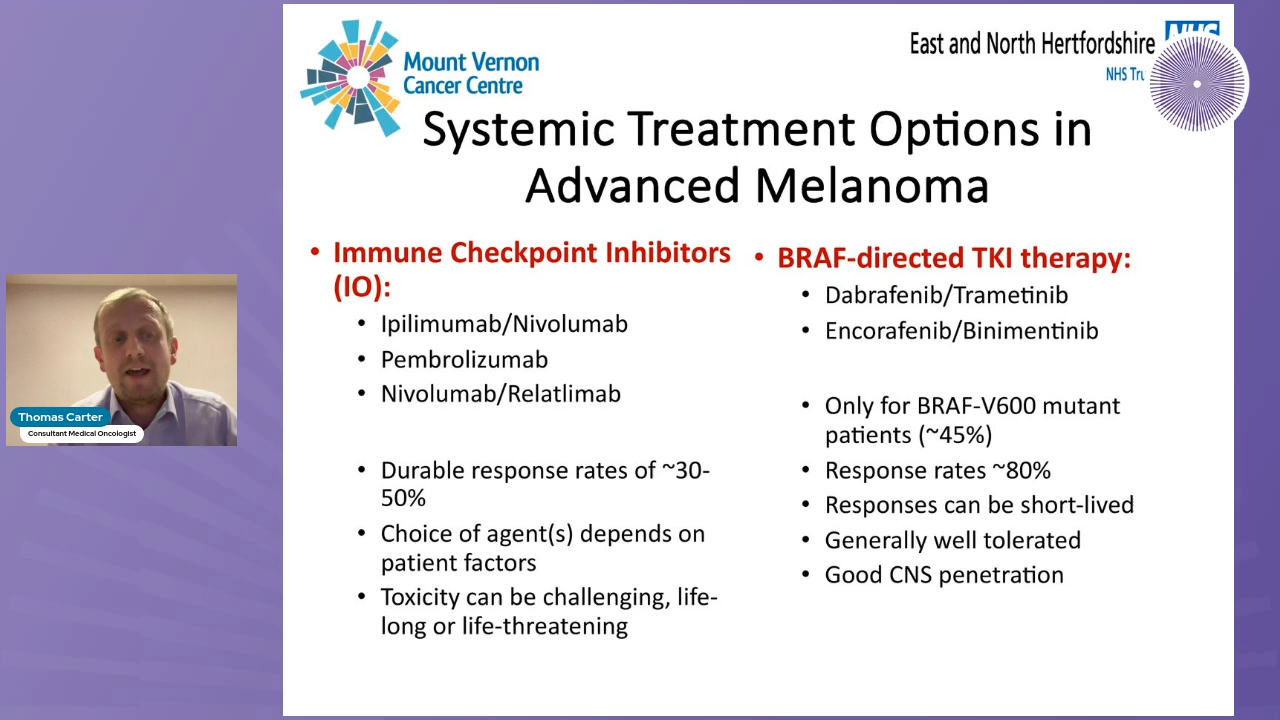 Mount Vernon
Cancer Centre
East and North Hertfordshire
NHS
NHS
Systemic Treatment Options in
Advanced Melanoma
• Immune Checkpoint Inhibitors
(IO):
• Ipilimumab/Nivolumab
• Pembrolizumab
• Nivolumab/Relatlimab
• Durable response rates of ~30-
50%
• Choice of agent(s) depends on
patient factors
• Toxicity can be challenging, life-
long or life-threatening
• BRAF-directed TKI therapy:
• Dabrafenib/Trametinib
• Encorafenib/Binimentinib
• Only for BRAF-V600 mutant
patients (~45%)
• Response rates ~80%
• Responses can be short-lived
• Generally well tolerated
• Good CNS penetration
Thomas Carter
Consultant Medical Oncologist